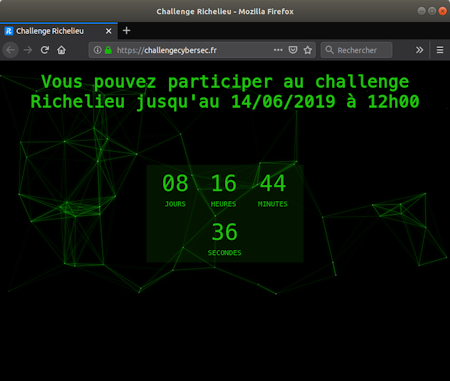 Challenge Richelieu - Mozilla Firefox
Challenge Richelieu
https://challengecybersec.fr
Rechercher
Vous pouvez participer au challenge
Richelieu jusqu'au 14/06/2019 à 12h00
08 16 44
JOURS HEURES MINUTES
36
SECONDES